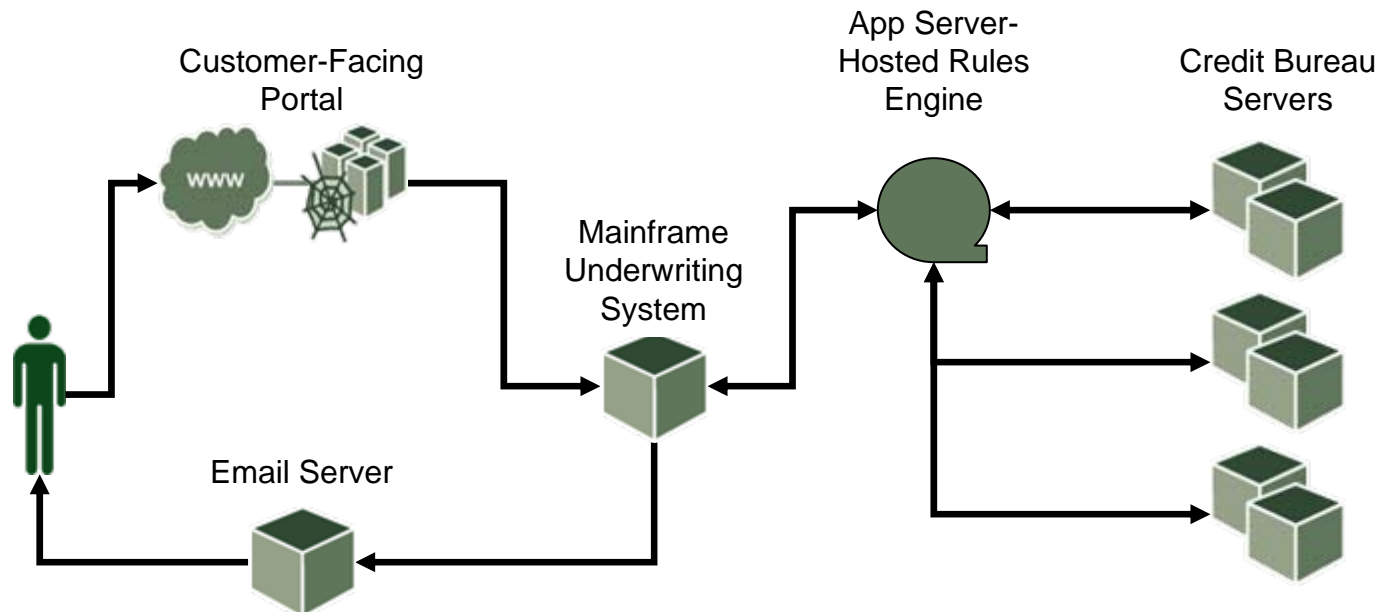 App Server-
Hosted Rules
Engine
Customer-Facing
Portal
Credit Bureau
Servers
www
Mainframe
Underwriting
System
Email Server